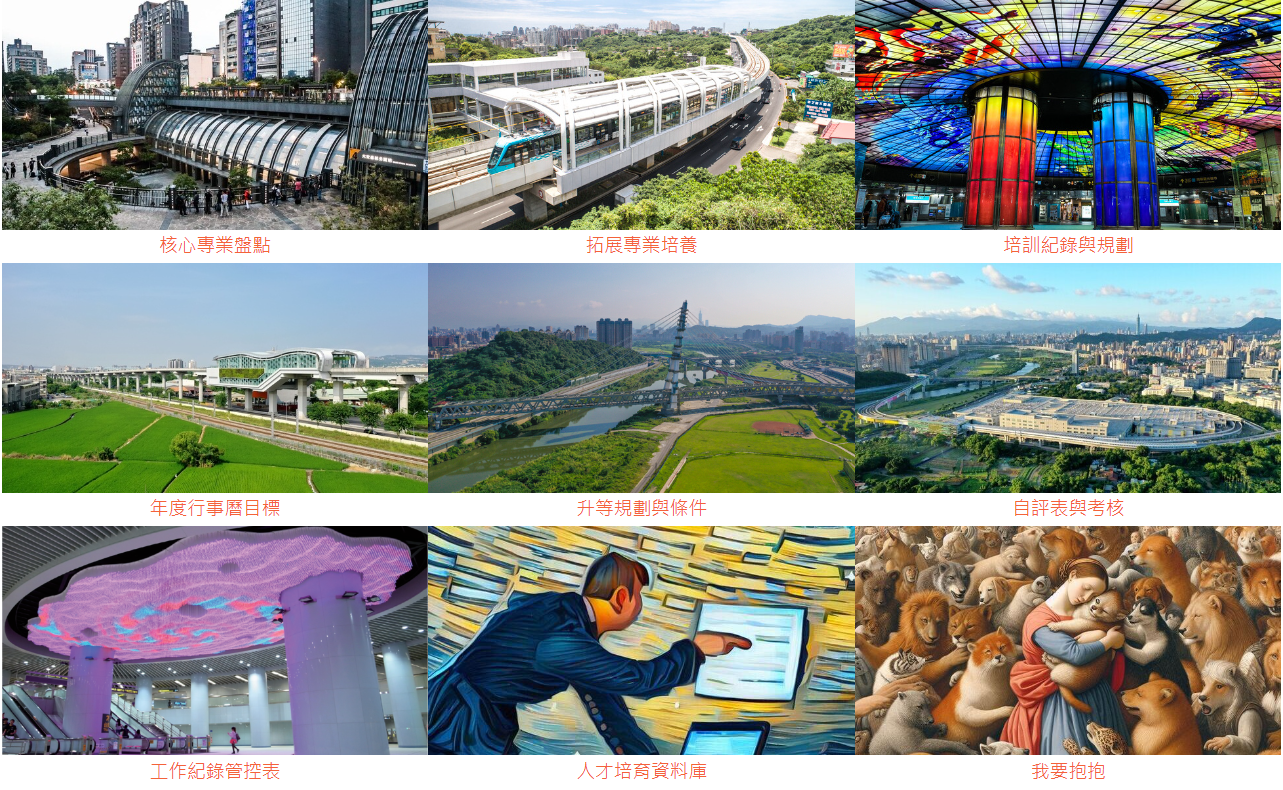 核心專業盤點
拓展專業培養
培訓紀錄與規劃
年度行事曆目標
升等規劃與條件
自評表與考核
工作紀錄管控表
人才培育資料庫
我要抱抱